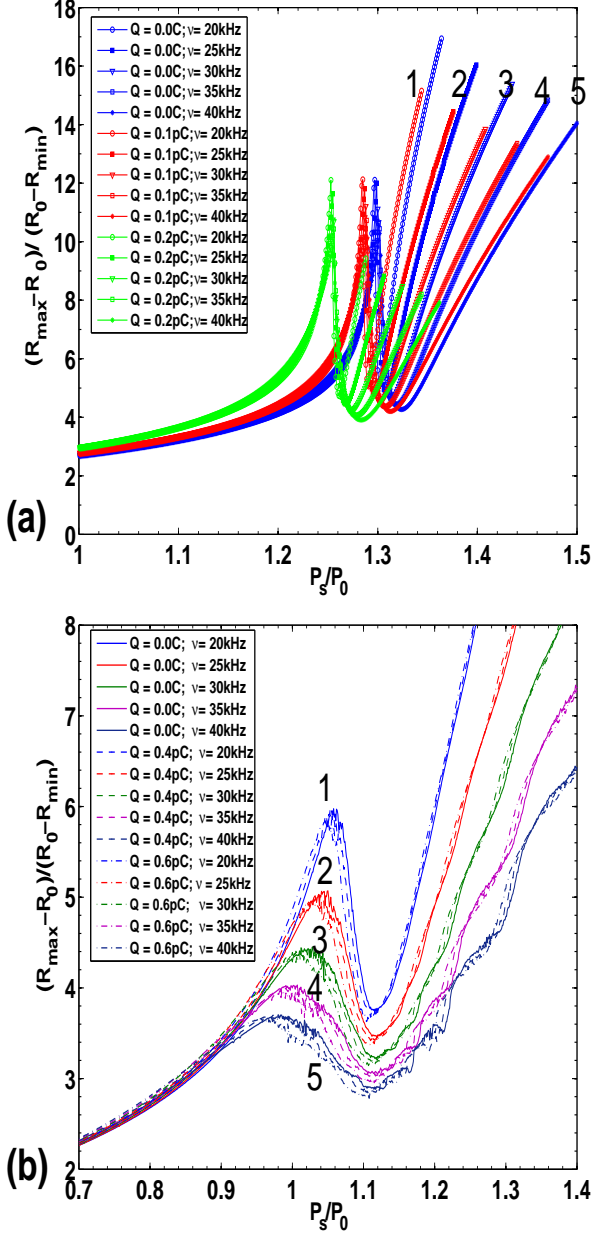 18
16
14
12
10
8
6
4
2
0
(R_max−R_0)/ (R_0−R_min)
Q = 0.0C; ν= 20kHz
Q = 0.0C; ν= 25kHz
Q = 0.0C; ν= 30kHz
Q = 0.0C; ν= 35kHz
Q = 0.0C; ν= 40kHz
Q = 0.1pC;ν= 20kHz
Q = 0.1pC;ν= 25kHz
Q = 0.1pC;ν= 30kHz
Q = 0.1pC;ν= 35kHz
Q = 0.1pC;ν= 40kHz
Q = 0.2pC;ν= 20kHz
Q = 0.2pC;ν= 25kHz
Q = 0.2pC;ν= 30kHz
Q = 0.2pC;ν= 35kHz
Q = 0.2pC;ν= 40kHz
1 2 3 4 5
(a)
1 1.1 1.2 1.3 1.4 1.5
P_s/P_0
8
7
6
5
4
3
2
(R_max−R_0)/(R_0−R_min)
Q = 0.0C; ν= 20kHz
Q = 0.0C; ν= 25kHz
Q = 0.0C; ν= 30kHz
Q = 0.0C; ν= 35kHz
Q = 0.0C; ν= 40kHz
Q = 0.4pC; ν= 20kHz
Q = 0.4pC; ν= 25kHz
Q = 0.4pC; ν= 30kHz
Q = 0.4pC; ν= 35kHz
Q = 0.4pC; ν= 40kHz
Q = 0.6pC; ν= 20kHz
Q = 0.6pC; ν= 25kHz
Q = 0.6pC; ν= 30kHz
Q = 0.6pC; ν= 35kHz
Q = 0.6pC; ν= 40kHz
1
2
3
4
5
(b)
0.7 0.8 0.9 1 1.1 1.2 1.3 1.4
P_s/P_0